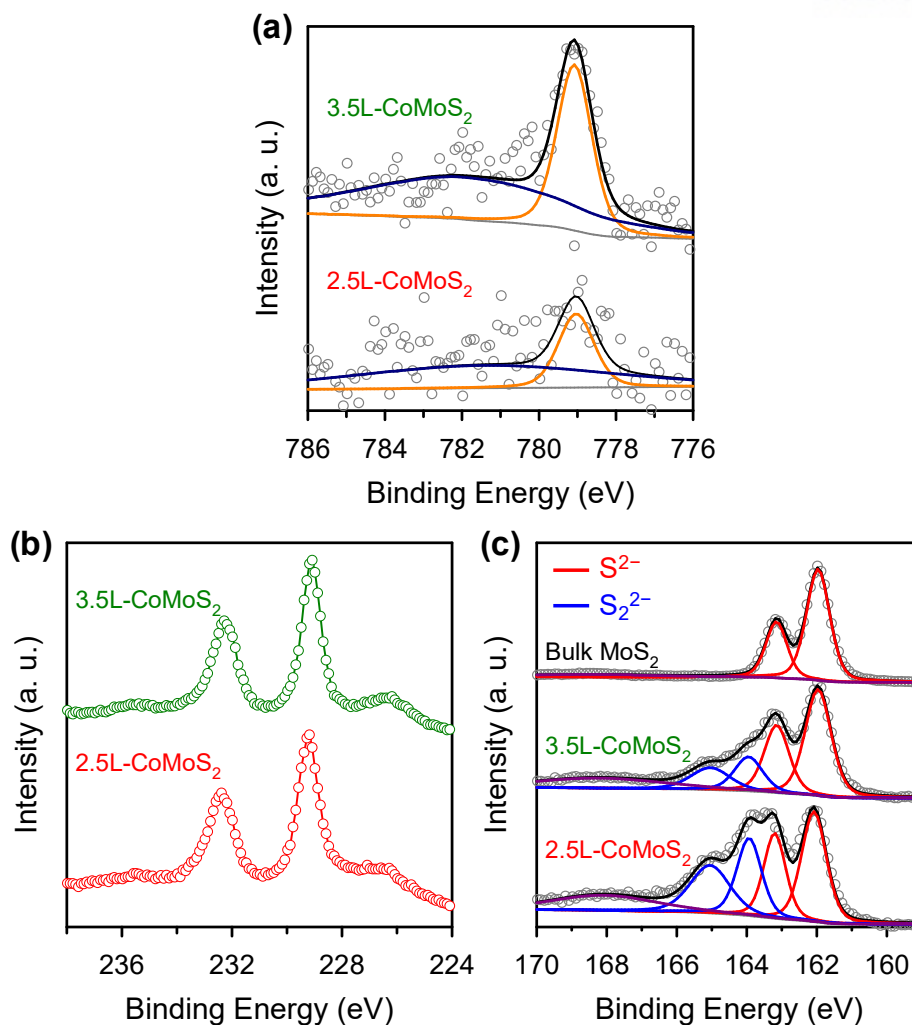 (a)
3.5L-CoMoS₂
2.5L-CoMoS₂
Intensity (a. u.)
786 784 782 780 778 776
Binding Energy (eV)
(b)
3.5L-CoMoS₂
2.5L-CoMoS₂
Intensity (a. u.)
236 232 228 224
Binding Energy (eV)
(c)
S²⁻
S₂²⁻
Bulk MoS₂
3.5L-CoMoS₂
2.5L-CoMoS₂
Intensity (a. u.)
170 168 166 164 162 160
Binding Energy (eV)